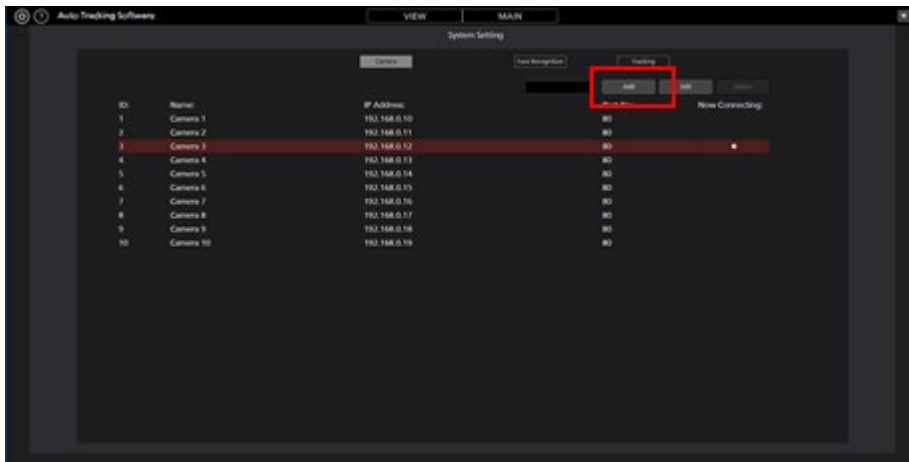 Auto Tracking Software VIEW MAIN
System Setting
Camera Face Recognition Tracking
Add Edit Delete
ID: Name: IP Address: Now Connecting:
1 Camera 1 192.168.0.10 80
2 Camera 2 192.168.0.11 80
3 Camera 3 192.168.0.12 80
4 Camera 4 192.168.0.13 80
5 Camera 5 192.168.0.14 80
6 Camera 6 192.168.0.15 80
7 Camera 7 192.168.0.16 80
8 Camera 8 192.168.0.17 80
9 Camera 9 192.168.0.18 80
10 Camera 10 192.168.0.19 80